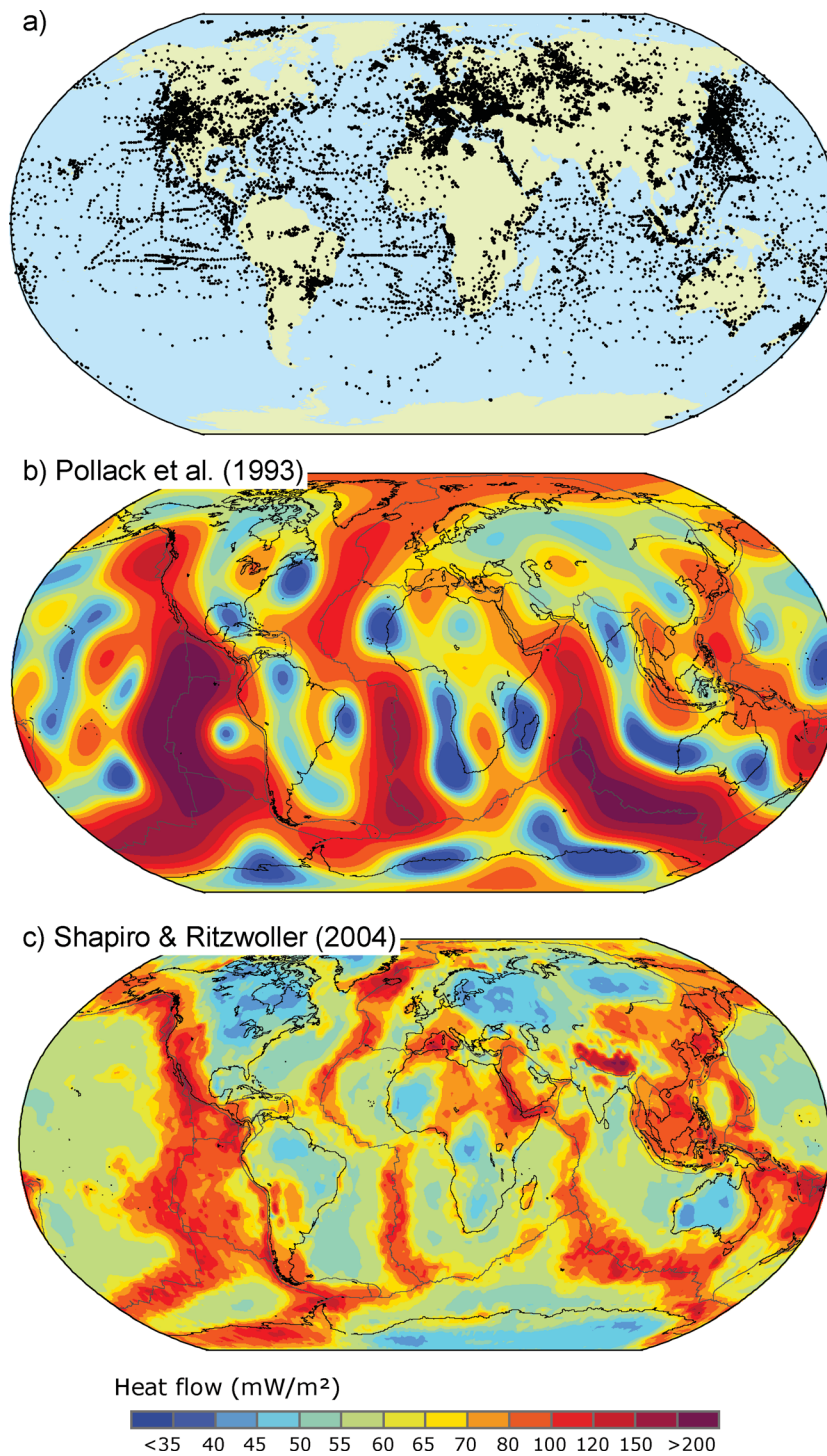 a)
b) Pollack et al. (1993)
c) Shapiro & Ritzwoller (2004)
Heat flow (mW/m²)
<35 40 45 50 55 60 65 70 80 100 120 150 >200